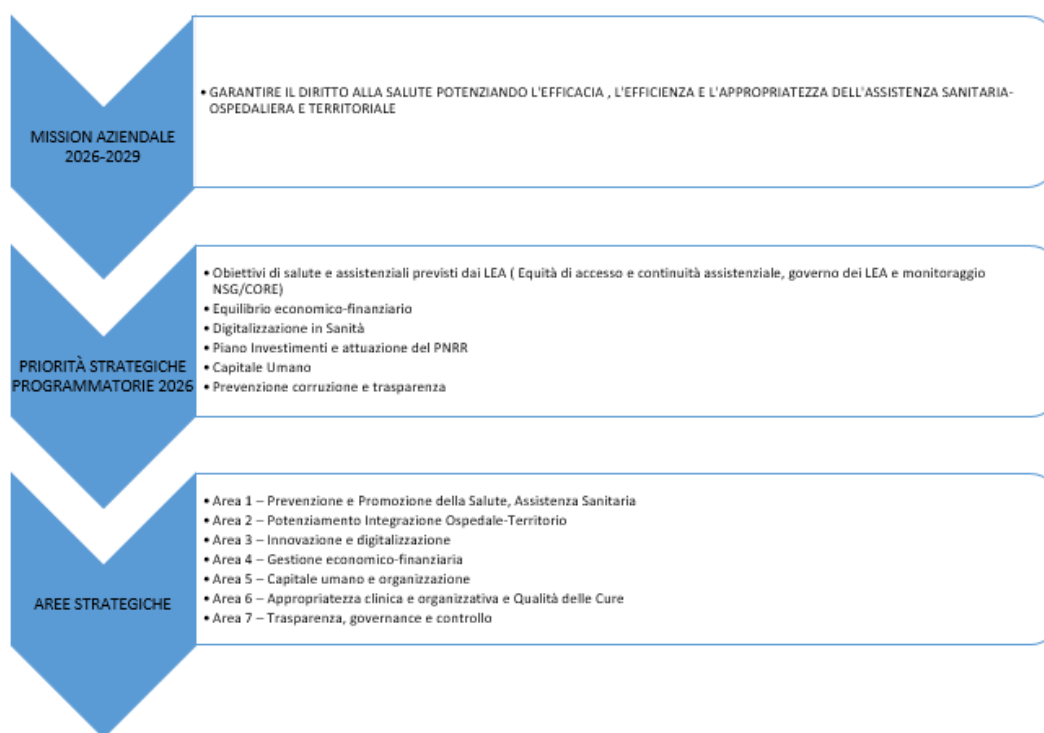 MISSION AZIENDALE
2026-2029
• GARANTIRE IL DIRITTO ALLA SALUTE POTENZIANDO L'EFFICACIA , L'EFFICIENZA E L'APPROPRIATEZZA DELL'ASSISTENZA SANITARIA-
OSPEDALIERA E TERRITORIALE
PRIORITÀ STRATEGICHE
PROGRAMMATORIE 2026
• Obiettivi di salute e assistenziali previsti dai LEA ( Equità di accesso e continuità assistenziale, governo dei LEA e monitoraggio
NSG/CORE)
• Equilibrio economico-finanziario
• Digitalizzazione in Sanità
• Piano Investimenti e attuazione del PNRR
• Capitale Umano
• Prevenzione corruzione e trasparenza
AREE STRATEGICHE
• Area 1 – Prevenzione e Promozione della Salute, Assistenza Sanitaria
• Area 2 – Potenziamento Integrazione Ospedale-Territorio
• Area 3 – Innovazione e digitalizzazione
• Area 4 – Gestione economico-finanziaria
• Area 5 – Capitale umano e organizzazione
• Area 6 – Appropriatezza clinica e organizzativa e Qualità delle Cure
• Area 7 – Trasparenza, governance e controllo